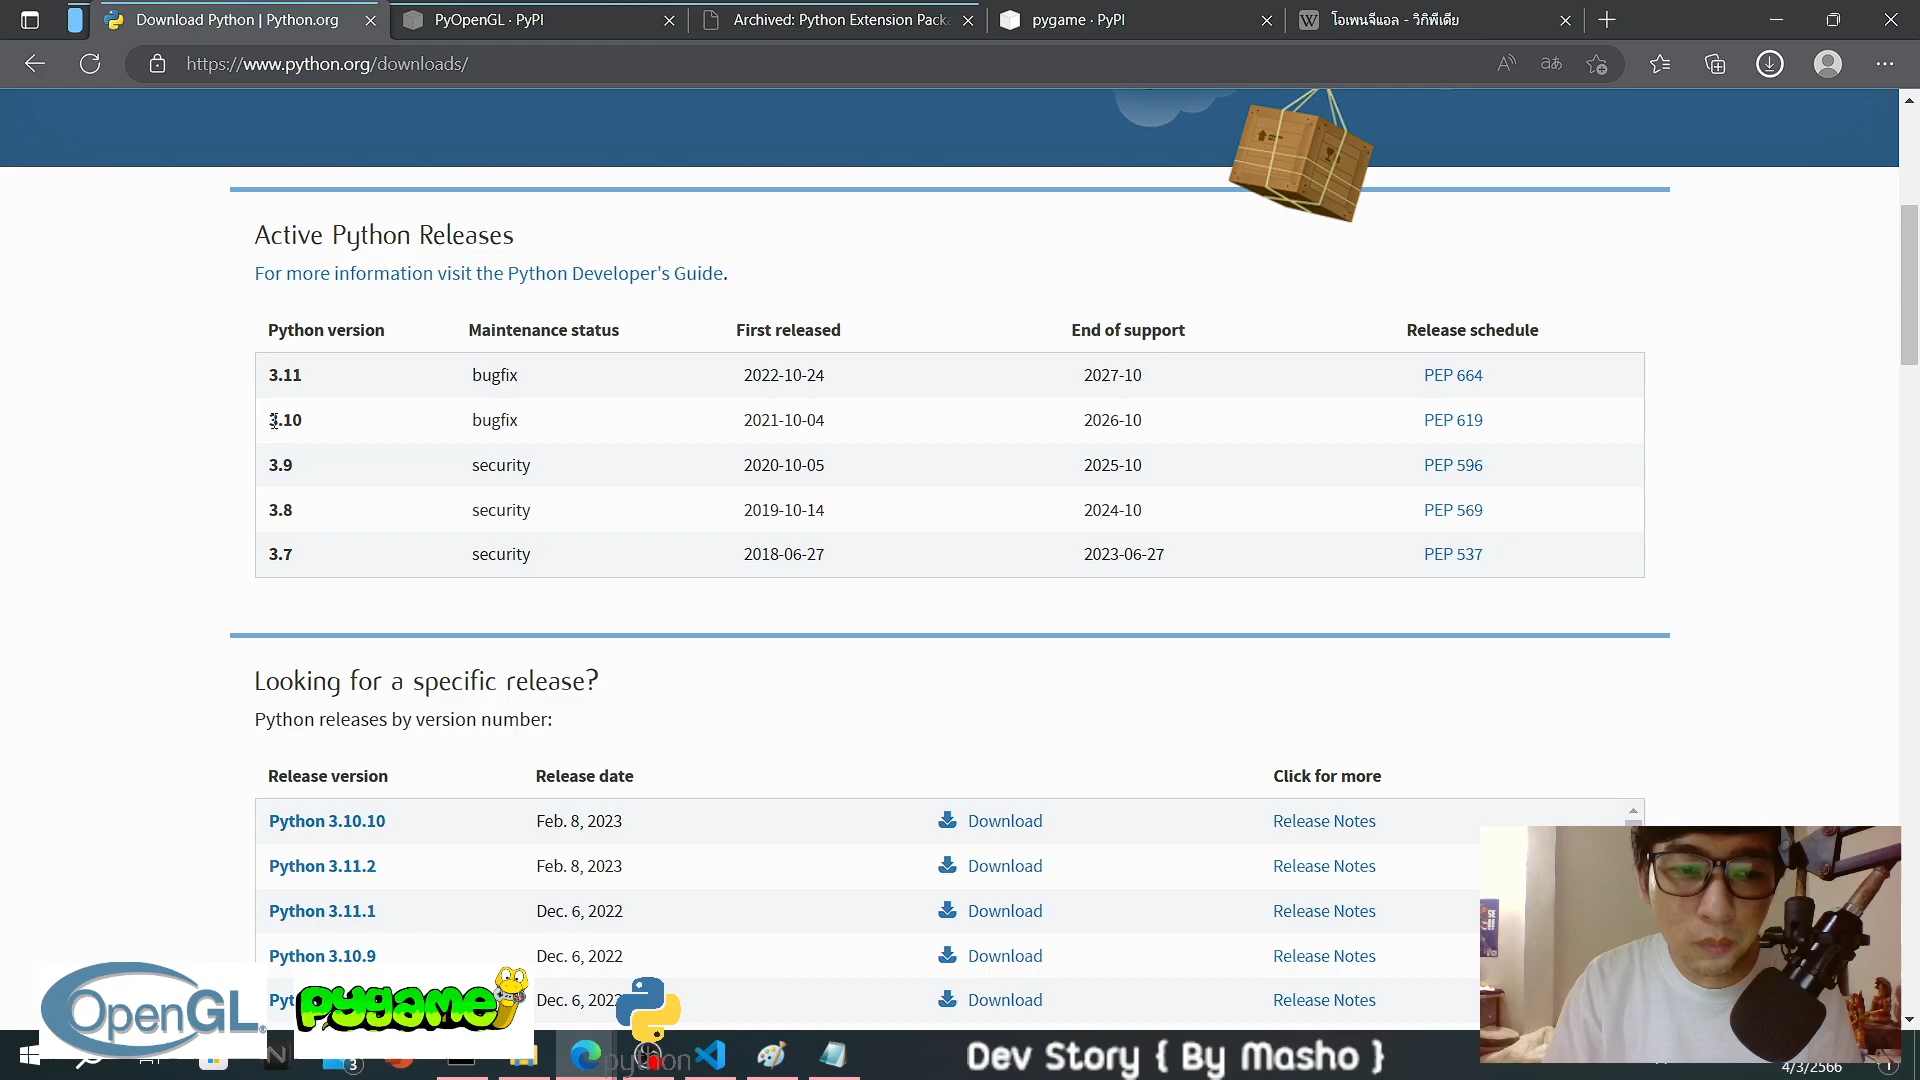 Download Python | Python.org
PyOpenGL · PyPI
Archived: Python Extension Packa
pygame · PyPI
โอเพนจีแอล - วิกิพีเดีย
https://www.python.org/downloads/
Active Python Releases
For more information visit the Python Developer's Guide.
Python version Maintenance status First released End of support Release schedule
3.11 bugfix 2022-10-24 2027-10 PEP 664
3.10 bugfix 2021-10-04 2026-10 PEP 619
3.9 security 2020-10-05 2025-10 PEP 596
3.8 security 2019-10-14 2024-10 PEP 569
3.7 security 2018-06-27 2023-06-27 PEP 537
Looking for a specific release?
Python releases by version number:
Release version Release date Click for more
Python 3.10.10 Feb. 8, 2023 Download Release Notes
Python 3.11.2 Feb. 8, 2023 Download Release Notes
Python 3.11.1 Dec. 6, 2022 Download Release Notes
Python 3.10.9 Dec. 6, 2022 Download Release Notes
Pyt Dec. 6, 2022 Download Release Notes
OpenGL®
pygame
python
3
Dev Story { By Masho }
4/3/2566